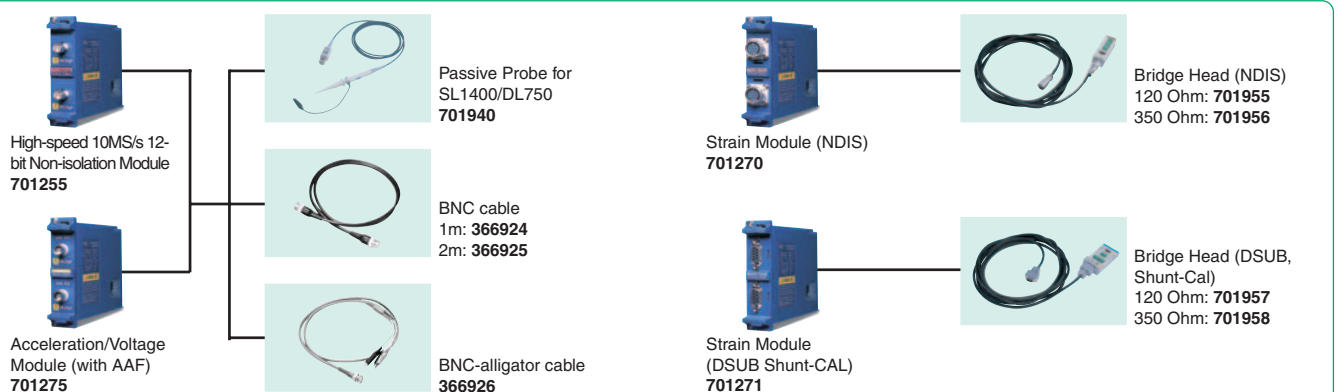 High-speed 10MS/s 12-
bit Non-isolation Module
701255
Acceleration/Voltage
Module (with AAF)
701275
Passive Probe for
SL1400/DL750
701940
BNC cable
1m: 366924
2m: 366925
BNC-alligator cable
366926
Strain Module (NDIS)
701270
Bridge Head (NDIS)
120 Ohm: 701955
350 Ohm: 701956
Strain Module
(DSUB Shunt-CAL)
701271
Bridge Head (DSUB,
Shunt-Cal)
120 Ohm: 701957
350 Ohm: 701958